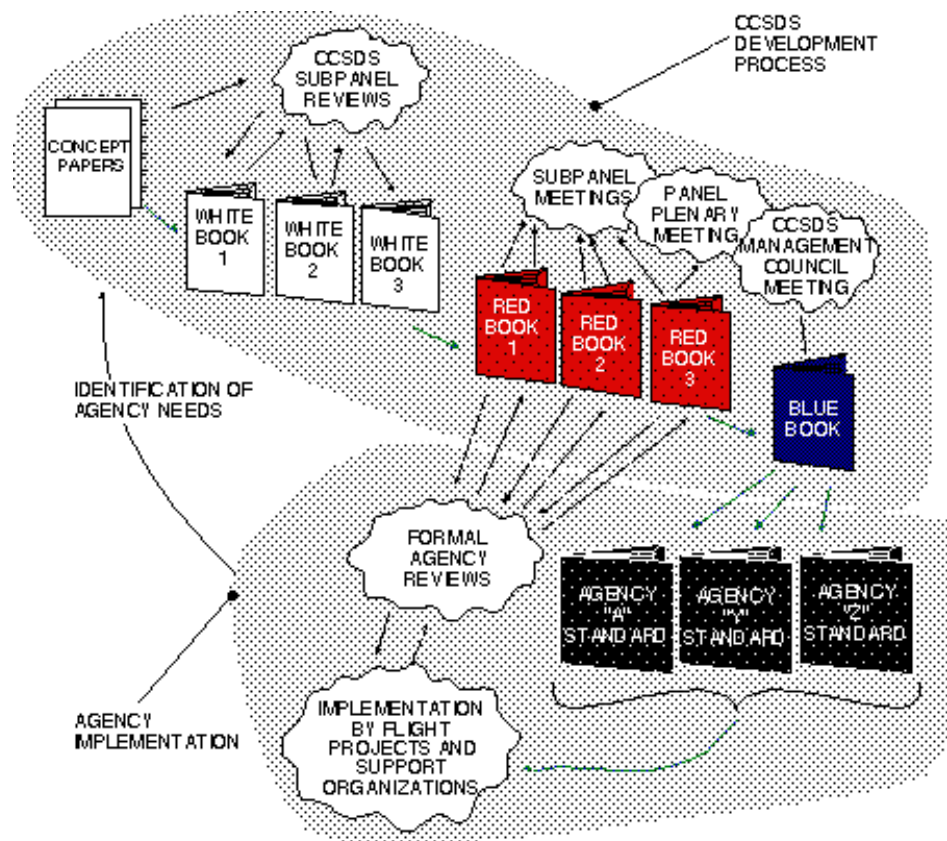 CCSDS
DEVELOPMENT
PROCESS
CCSDS
SUBPANEL
REVIEWS
CONCEPT
PAPERS
WHITE
BOOK
1
WHITE
BOOK
2
WHITE
BOOK
3
SUBPANEL
MEETINGS
PANEL
PLENARY
MEETING
CCSDS
MANAGEMENT
COUNCIL
MEETING
RED
BOOK
1
RED
BOOK
2
RED
BOOK
3
BLUE
BOOK
IDENTIFICATION OF
AGENCY NEEDS
FORMAL
AGENCY
REVIEWS
AGENCY
"A"
STANDARD
AGENCY
"Y"
STANDARD
AGENCY
"Z"
STANDARD
AGENCY
IMPLEMENTATION
IMPLEMENTATION
BY FLIGHT
PROJECTS AND
SUPPORT
ORGANIZATIONS